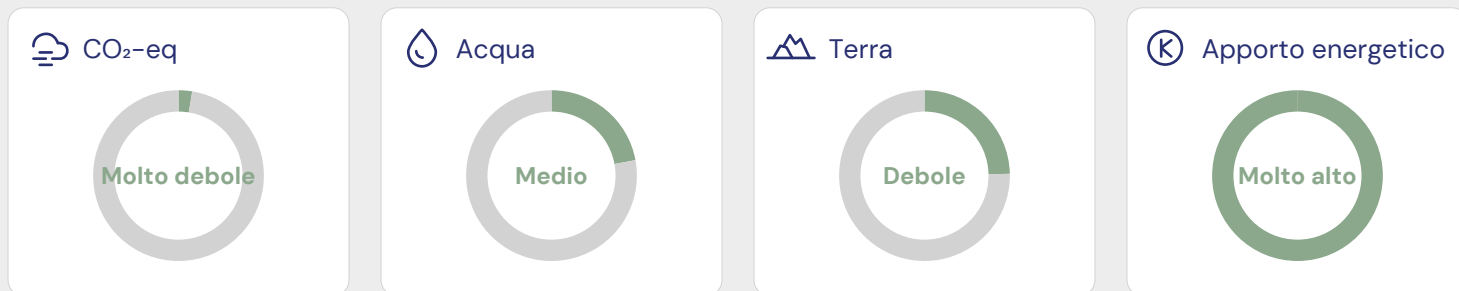 CO₂-eq
Molto debole
Acqua
Medio
Terra
Debole
Apporto energetico
Molto alto